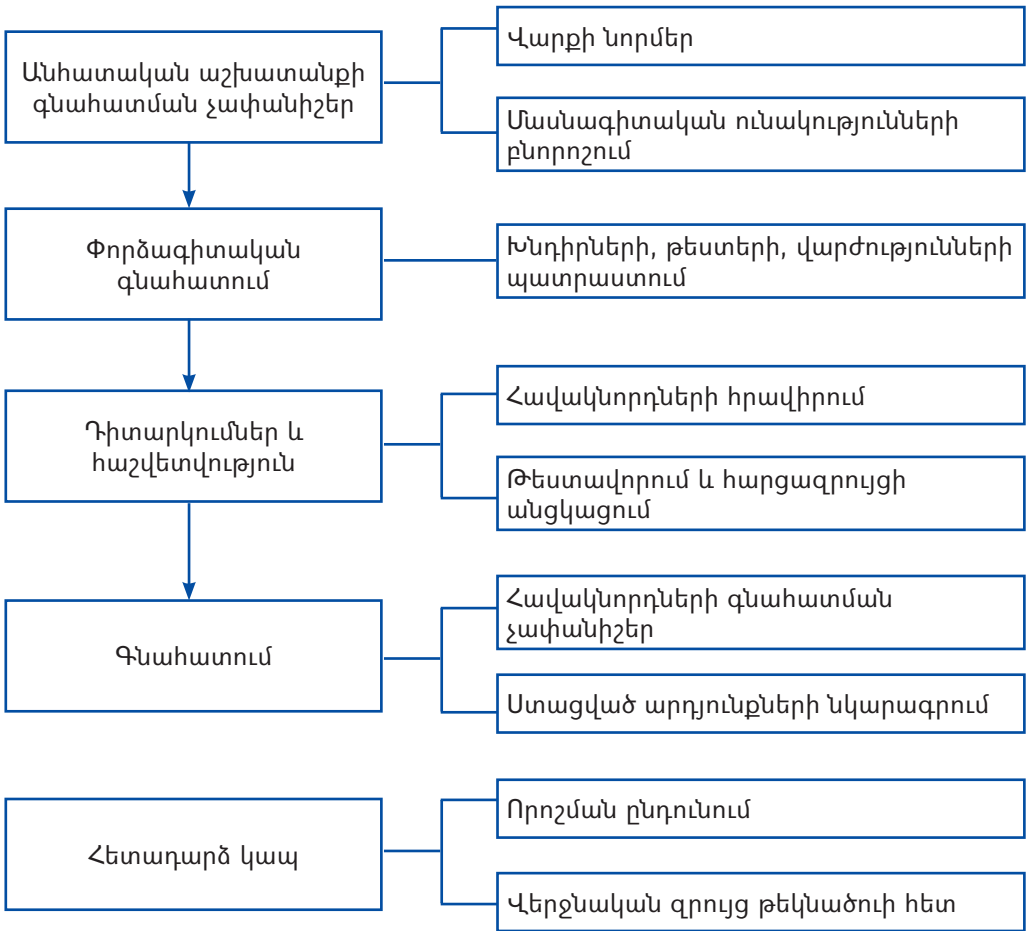 Անհատական աշխատանքի
գնահատման չափանիշեր
Վարքի նորմեր
Մասնագիտական ունակությունների
բնորոշում
Փորձագիտական
գնահատում
Խնդիրների, թեստերի, վարժությունների
պատրաստում
Դիտարկումներ և
հաշվետվություն
Հավակնորդների հրավիրում
Թեստավորում և հարցազրույցի
անցկացում
Գնահատում
Հավակնորդների գնահատման
չափանիշեր
Ստացված արդյունքների նկարագրում
Հետադարձ կապ
Որոշման ընդունում
Վերջնական զրույց թեկնածուի հետ